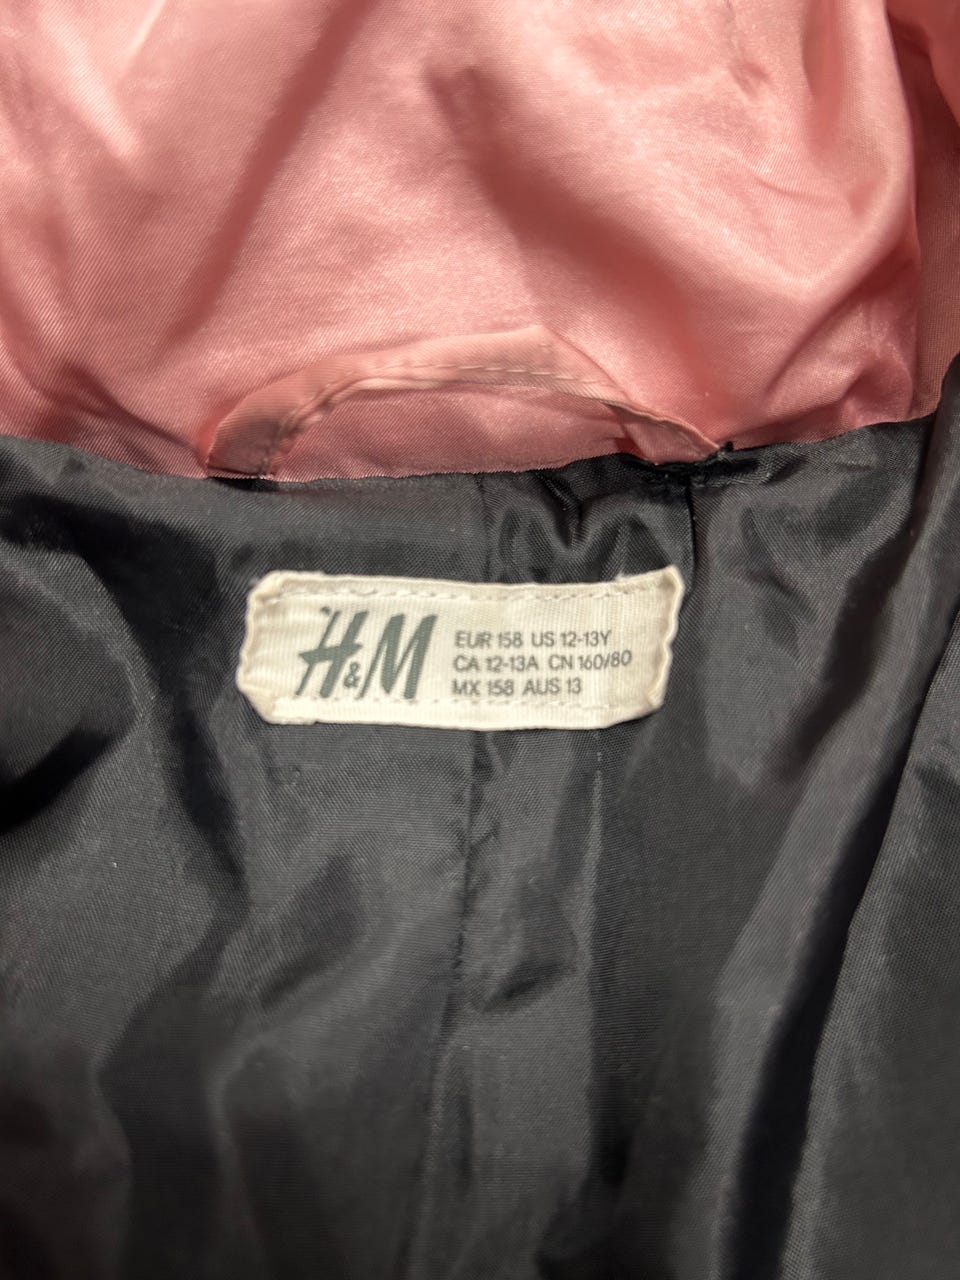 H&M
EUR 158 US 12-13Y
CA 12-13A CN 160/80
MX 158 AUS 13